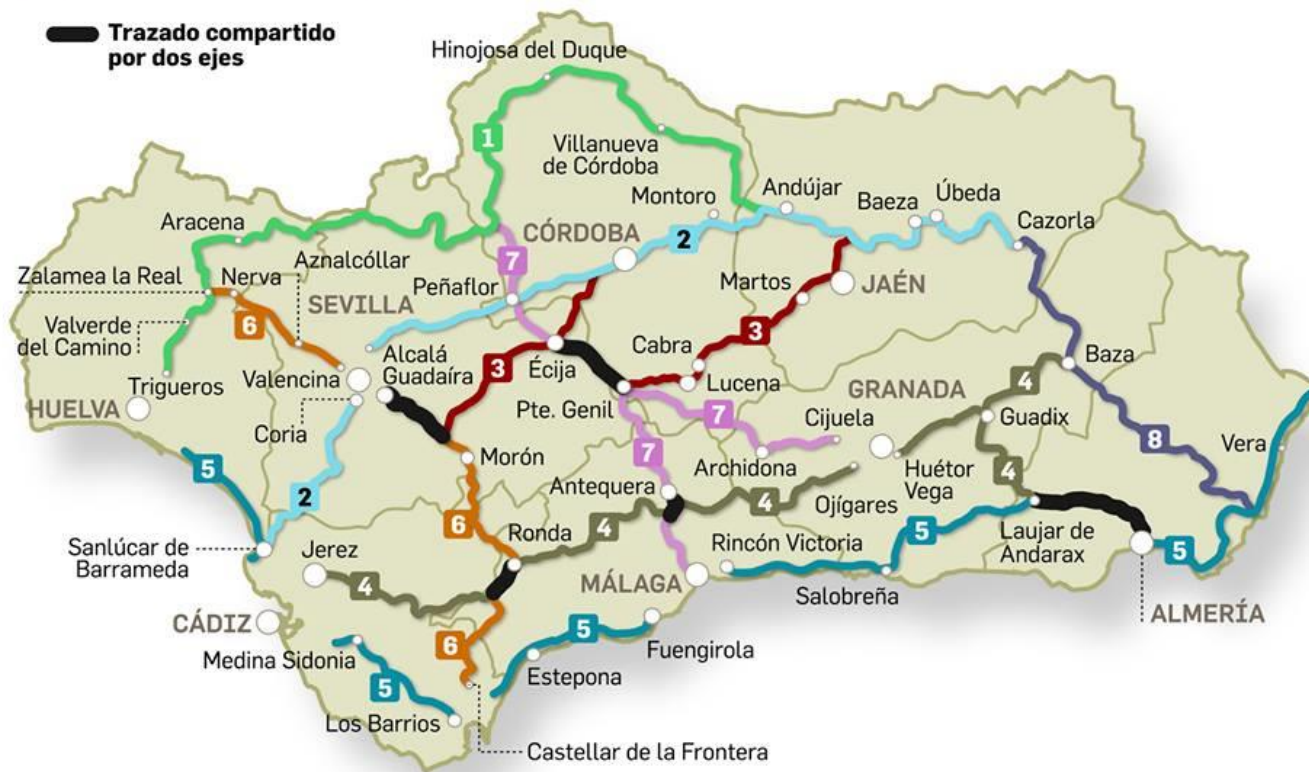 Trazado compartido
por dos ejes
Hinojosa del Duque
1
Villanueva
de Córdoba
Montoro
Andújar
Baeza
Úbeda
Cazorla
Aracena
CÓRDOBA
2
Zalamea la Real
Nerva
Aznalcóllar
7
Peñaflor
SEVILLA
Martos
JAÉN
Valverde
del Camino
6
3
Alcalá
Guadaíra
3
Écija
Cabra
Baza
Trigueros
Valencina
Lucena
GRANADA
4
HUELVA
Coria
Pte. Genil
7
Cijuela
Guadix
8
Vera
5
Morón
7
Archidona
Huétor
Vega
4
2
Antequera
4
Ojígares
6
Ronda
4
Laujar de
Andarax
Sanlúcar de
Barrameda
Jerez
Rincón Victoria
5
5
4
MÁLAGA
Salobreña
ALMERÍA
CÁDIZ
6
5
Fuengirola
Medina Sidonia
5
Estepona
Los Barrios
Castellar de la Frontera